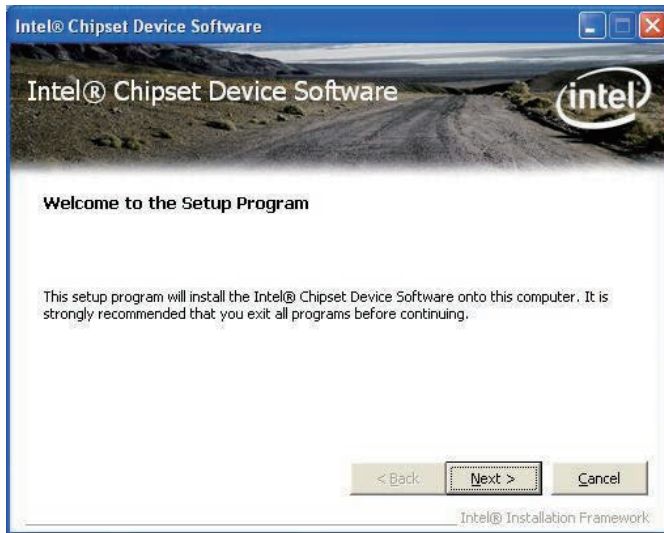 Intel® Chipset Device Software
Intel® Chipset Device Software
intel
Welcome to the Setup Program
This setup program will install the Intel® Chipset Device Software onto this computer. It is
strongly recommended that you exit all programs before continuing.
< Back
Next >
Cancel
Intel® Installation Framework